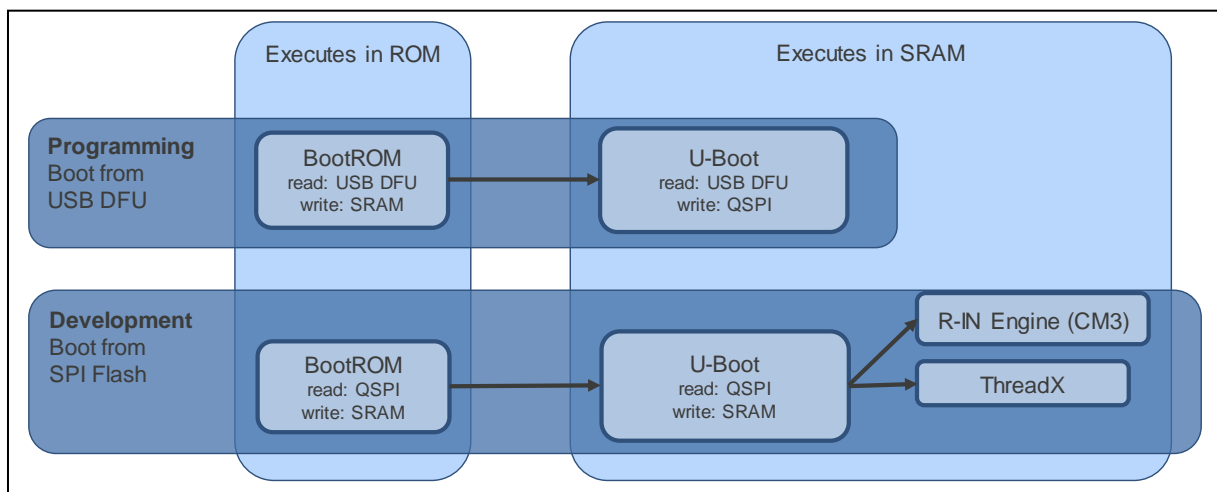 Executes in ROM
Executes in SRAM
Programming
Boot from
USB DFU
BootROM
read: USB DFU
write: SRAM
U-Boot
read: USB DFU
write: QSPI
Development
Boot from
SPI Flash
BootROM
read: QSPI
write: SRAM
U-Boot
read: QSPI
write: SRAM
R-IN Engine (CM3)
ThreadX